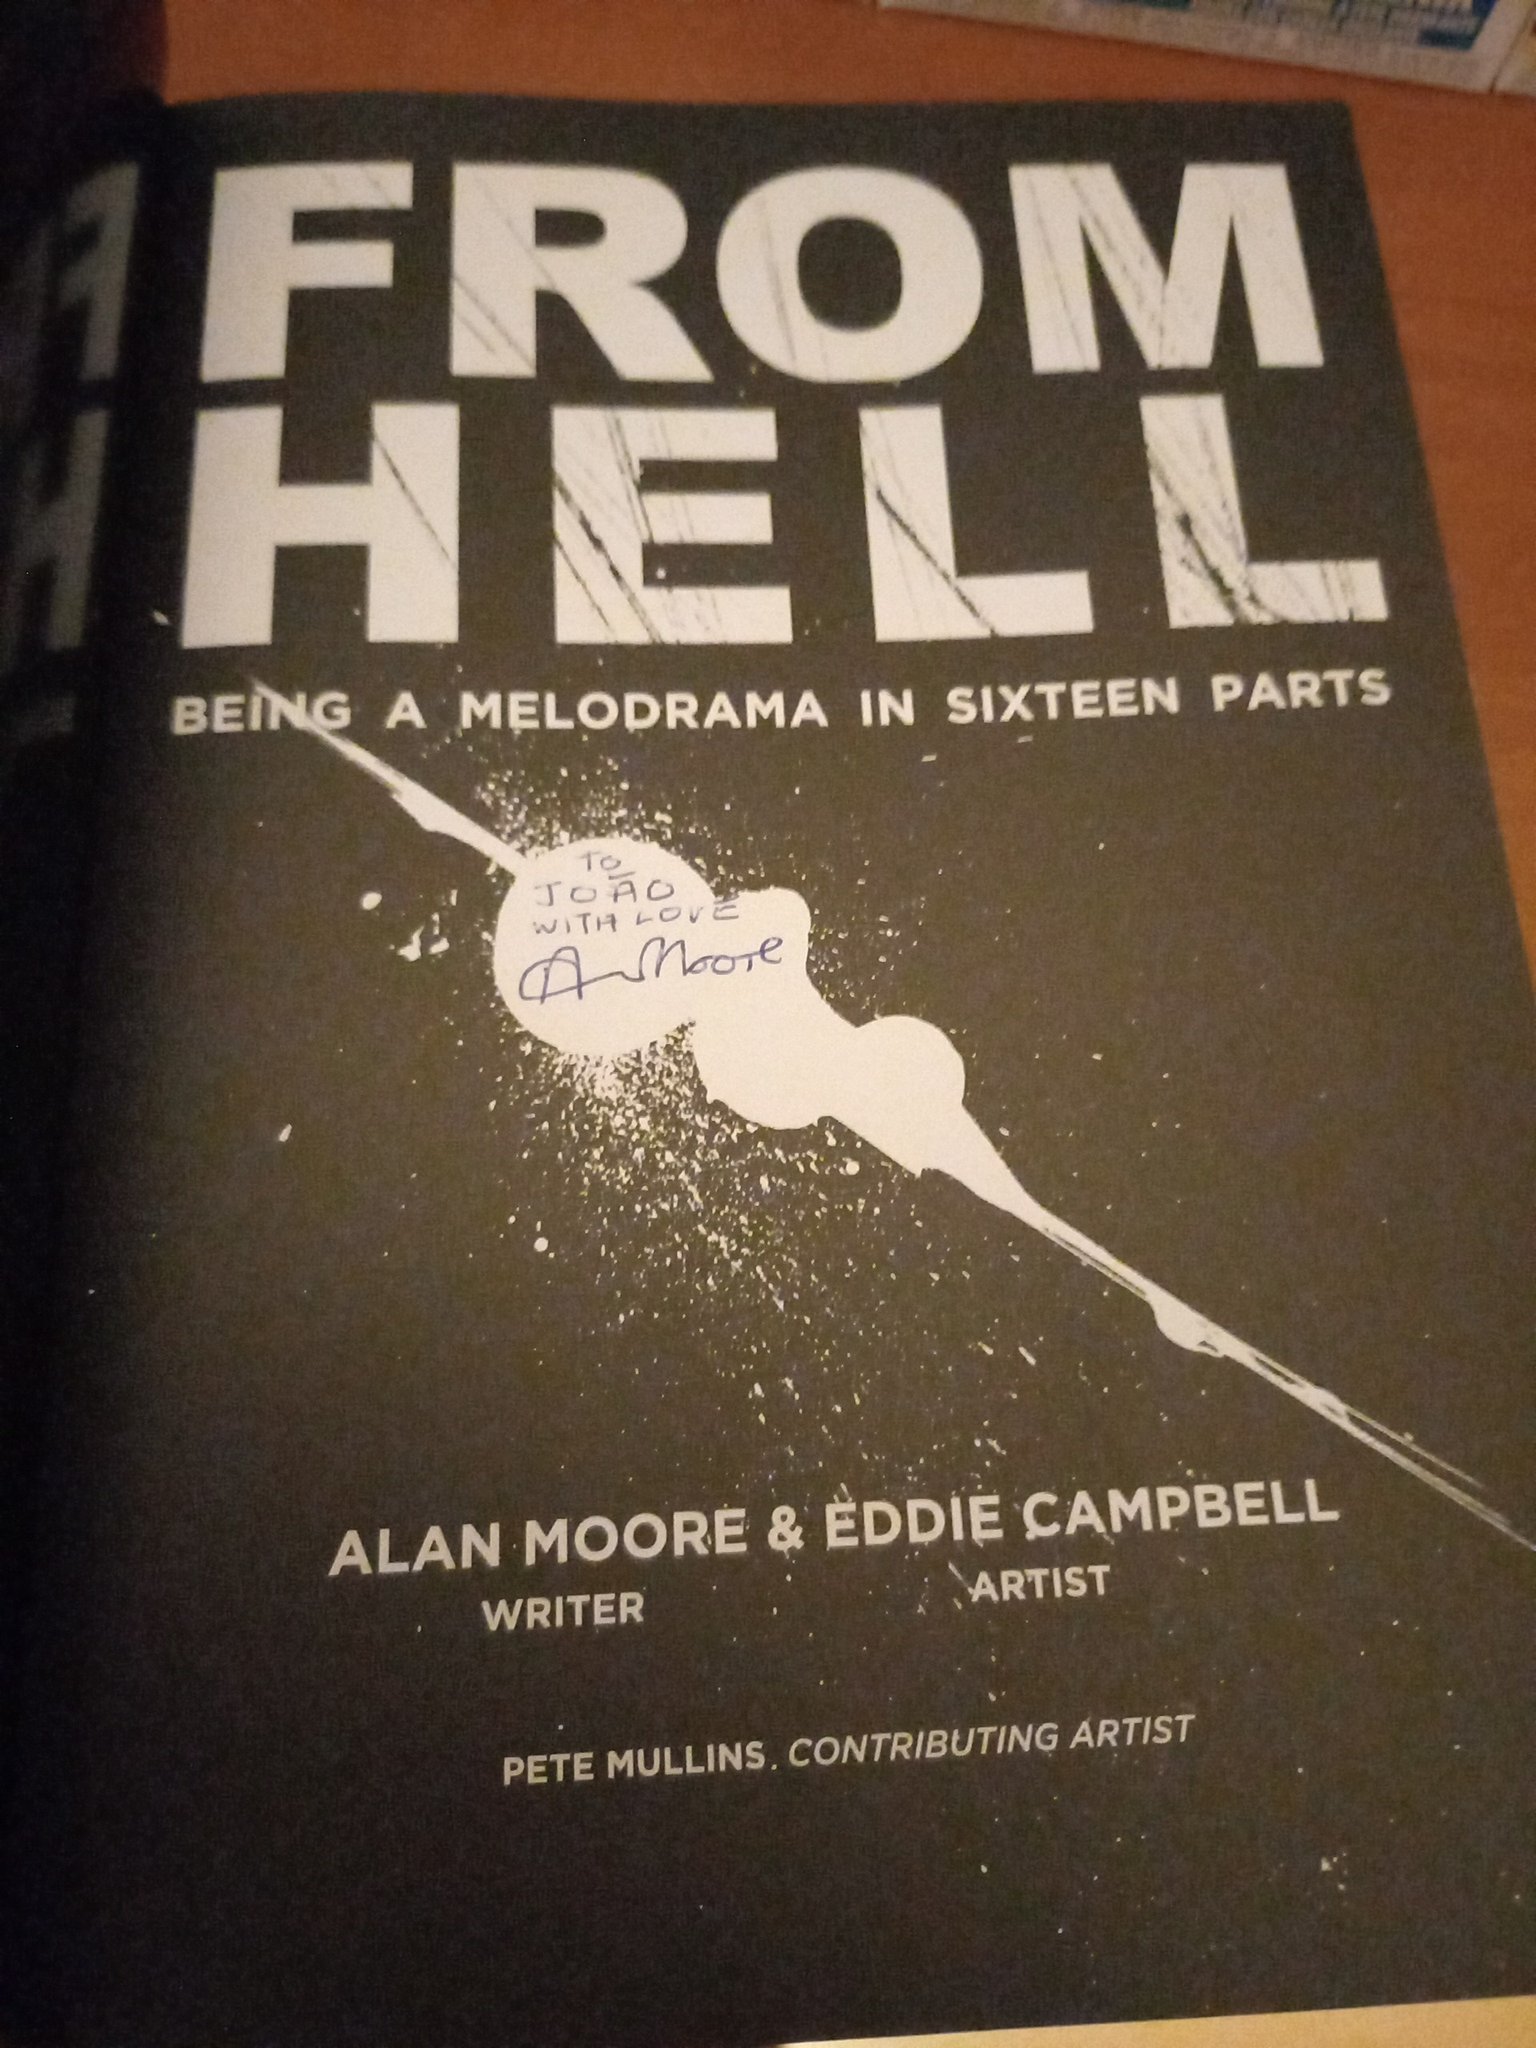 FROM
HELL
BEING A MELODRAMA IN SIXTEEN PARTS
TO
JOÃO
WITH LOVE
Alan Moore
ALAN MOORE & EDDIE CAMPBELL
WRITER ARTIST
PETE MULLINS, CONTRIBUTING ARTIST